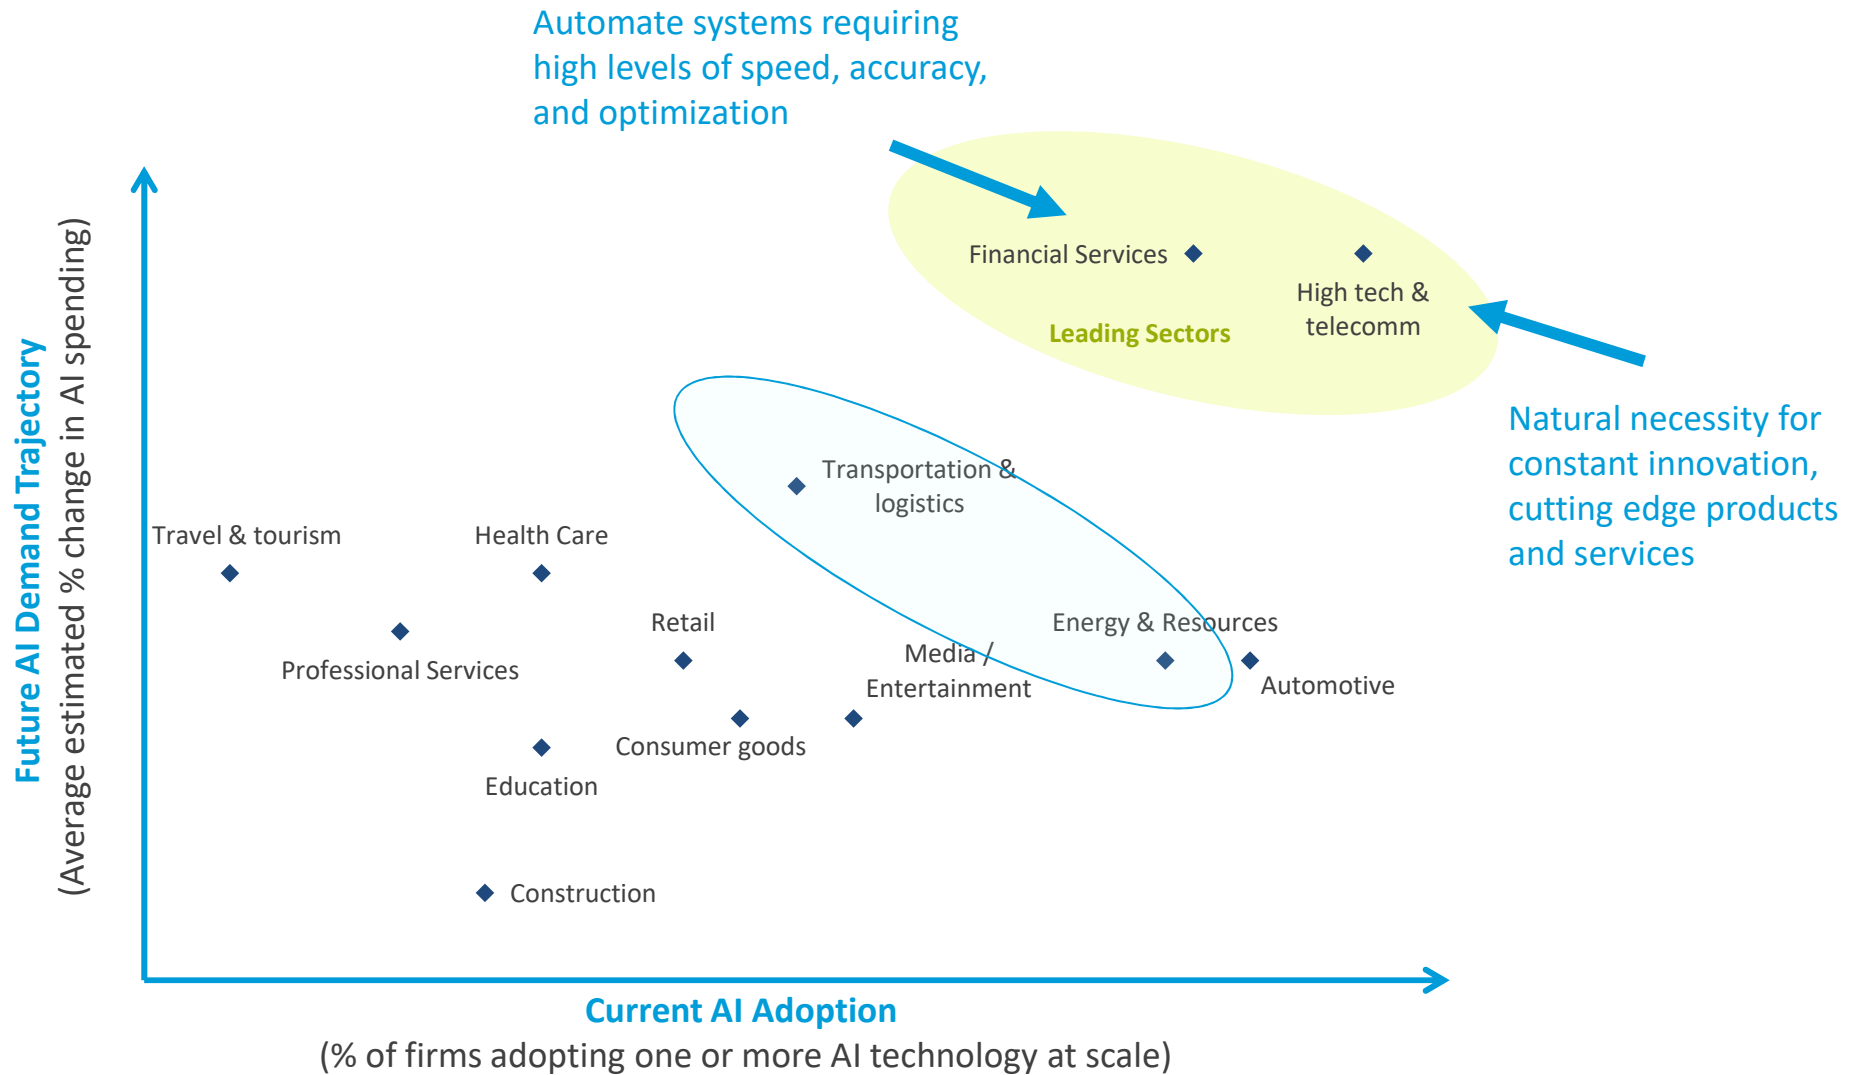 Automate systems requiring
high levels of speed, accuracy,
and optimization
Financial Services
High tech &
telecomm
Leading Sectors
Natural necessity for
constant innovation,
cutting edge products
and services
Transportation &
logistics
Travel & tourism
Health Care
Retail
Energy & Resources
Media /
Entertainment
Professional Services
Automotive
Consumer goods
Education
Construction
Future AI Demand Trajectory
(Average estimated % change in AI spending)
Current AI Adoption
(% of firms adopting one or more AI technology at scale)